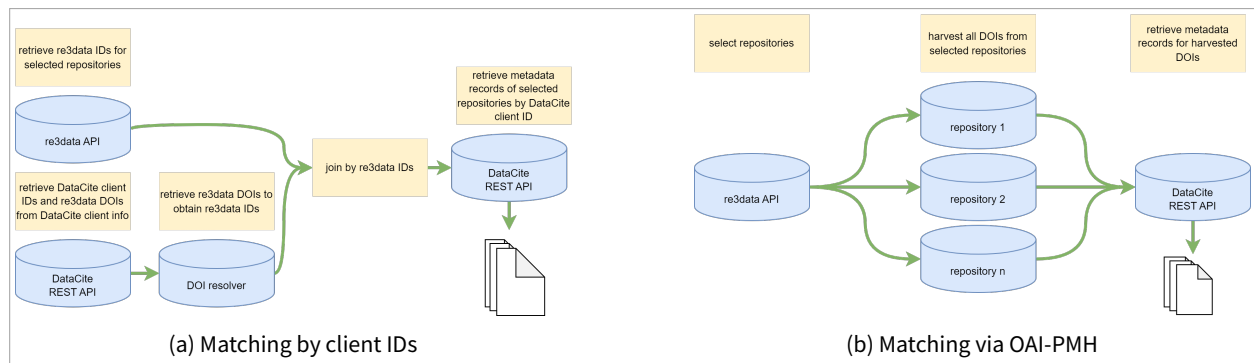 retrieve re3data IDs for
selected repositories
re3data API
retrieve DataCite client
IDs and re3data DOIs
from DataCite client info
DataCite
REST API
retrieve re3data DOIs to
obtain re3data IDs
DOI resolver
join by re3data IDs
retrieve metadata
records of selected
repositories by DataCite
client ID
DataCite
REST API
(a) Matching by client IDs
select repositories
re3data API
harvest all DOIs from
selected repositories
repository 1
repository 2
repository n
retrieve metadata
records for harvested
DOIs
DataCite
REST API
(b) Matching via OAI-PMH